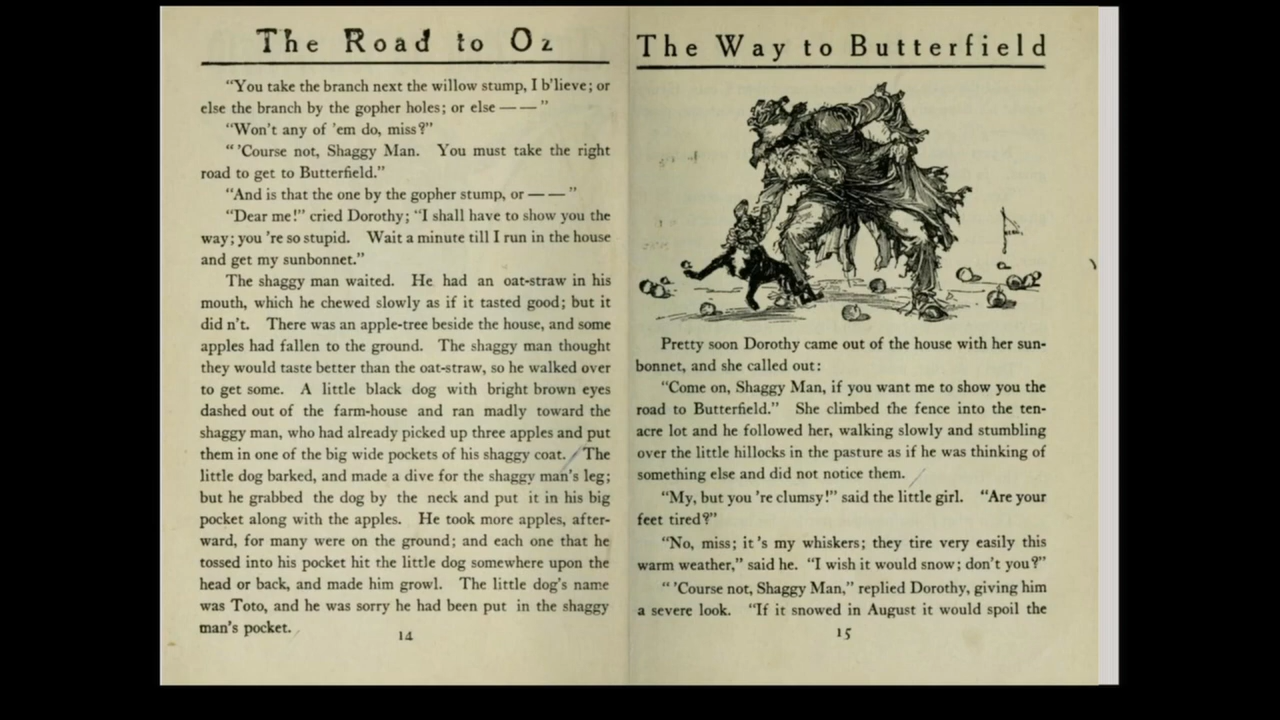 The Road to Oz
"You take the branch next the willow stump, I b'lieve; or
else the branch by the gopher holes; or else — — "
"Won't any of 'em do, miss?"
" 'Course not, Shaggy Man. You must take the right
road to get to Butterfield."
"And is that the one by the gopher stump, or — — "
"Dear me!" cried Dorothy; "I shall have to show you the
way; you 're so stupid. Wait a minute till I run in the house
and get my sunbonnet."
The shaggy man waited. He had an oat-straw in his
mouth, which he chewed slowly as if it tasted good; but it
did n't. There was an apple-tree beside the house, and some
apples had fallen to the ground. The shaggy man thought
they would taste better than the oat-straw, so he walked over
to get some. A little black dog with bright brown eyes
dashed out of the farm-house and ran madly toward the
shaggy man, who had already picked up three apples and put
them in one of the big wide pockets of his shaggy coat. The
little dog barked, and made a dive for the shaggy man's leg;
but he grabbed the dog by the neck and put it in his big
pocket along with the apples. He took more apples, after-
ward, for many were on the ground; and each one that he
tossed into his pocket hit the little dog somewhere upon the
head or back, and made him growl. The little dog's name
was Toto, and he was sorry he had been put in the shaggy
man's pocket.
14
The Way to Butterfield
Pretty soon Dorothy came out of the house with her sun-
bonnet, and she called out:
"Come on, Shaggy Man, if you want me to show you the
road to Butterfield." She climbed the fence into the ten-
acre lot and he followed her, walking slowly and stumbling
over the little hillocks in the pasture as if he was thinking of
something else and did not notice them.
"My, but you 're clumsy!" said the little girl. "Are your
feet tired?"
"No, miss; it 's my whiskers; they tire very easily this
warm weather," said he. "I wish it would snow; don't you?"
" 'Course not, Shaggy Man," replied Dorothy, giving him
a severe look. "If it snowed in August it would spoil the
15